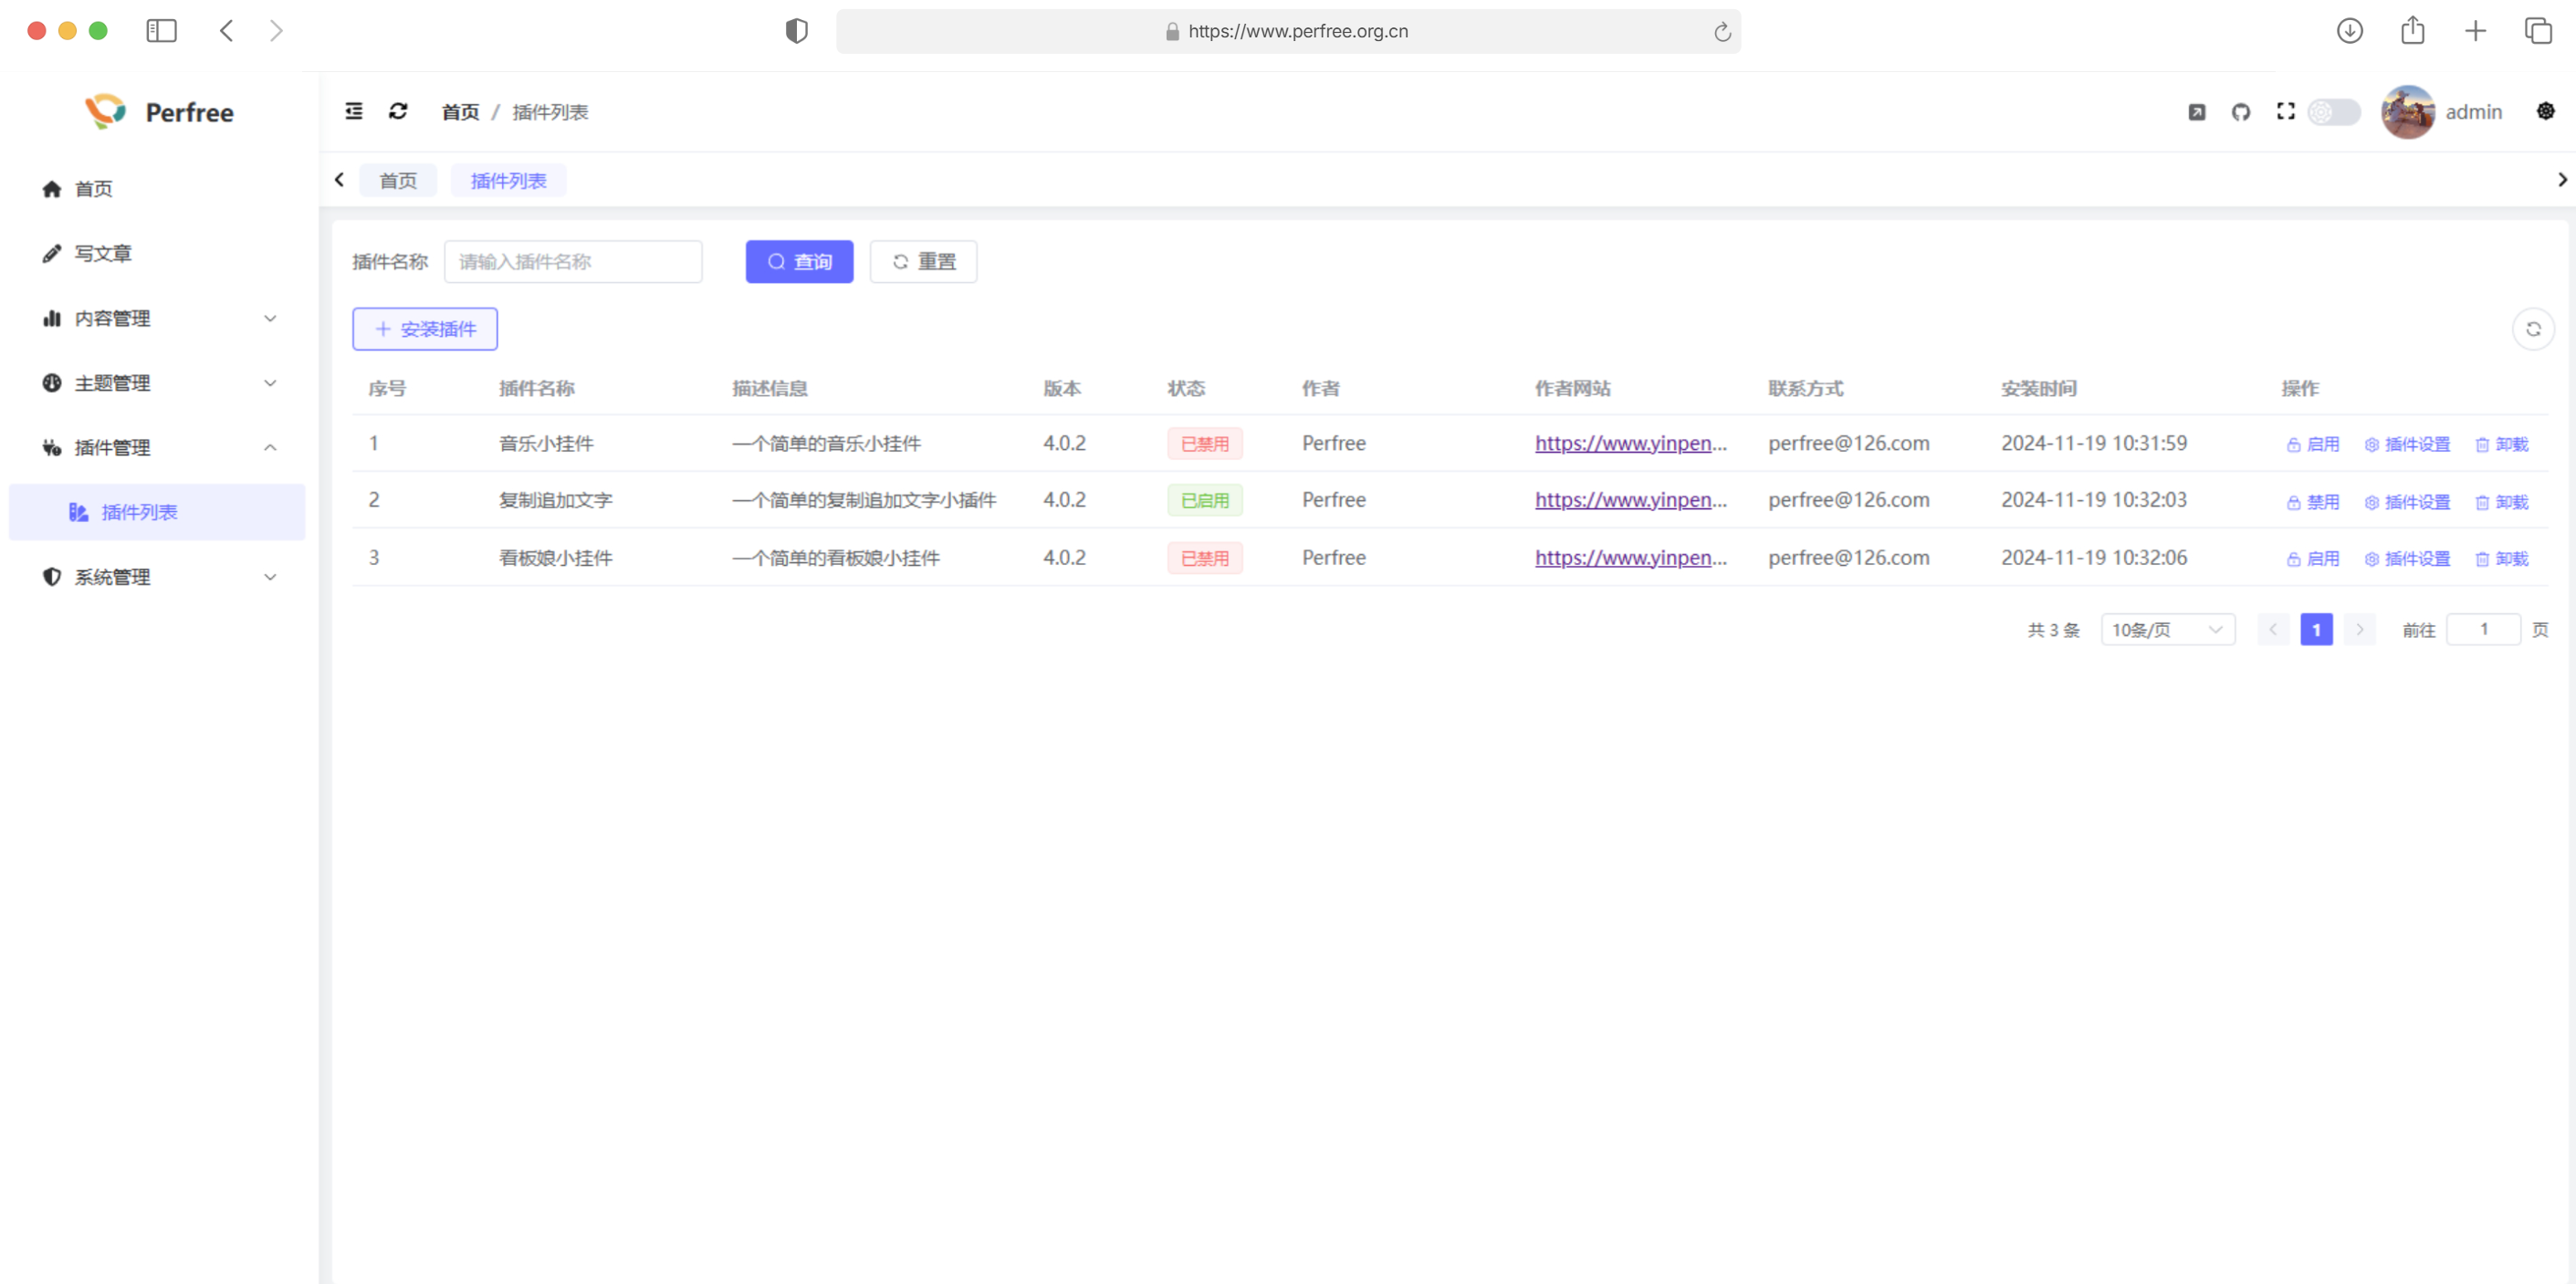 https://www.perfree.org.cn
Perfree
首页 / 插件列表
admin
首页
插件列表
首页
写文章
内容管理
主题管理
插件管理
插件列表
系统管理
插件名称 请输入插件名称 查询 重置
安装插件
序号 插件名称 描述信息 版本 状态 作者 作者网站 联系方式 安装时间 操作
1 音乐小挂件 一个简单的音乐小挂件 4.0.2 已禁用 Perfree https://www.yinpen... perfree@126.com 2024-11-19 10:31:59 启用 插件设置 卸载
2 复制追加文字 一个简单的复制追加文字小插件 4.0.2 已启用 Perfree https://www.yinpen... perfree@126.com 2024-11-19 10:32:03 禁用 插件设置 卸载
3 看板娘小挂件 一个简单的看板娘小挂件 4.0.2 已禁用 Perfree https://www.yinpen... perfree@126.com 2024-11-19 10:32:06 启用 插件设置 卸载
共 3 条 10条/页 1 前往 1 页